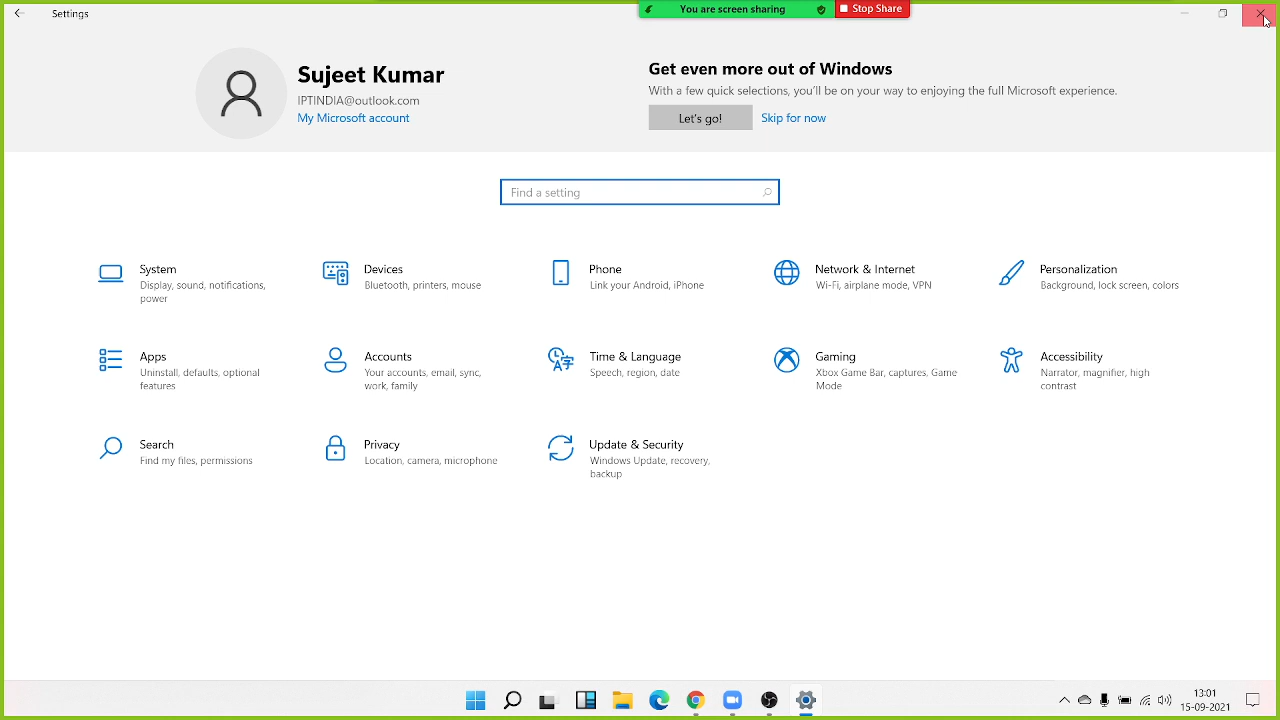 Settings
You are screen sharing
Stop Share
Sujeet Kumar
IPTINDIA@outlook.com
My Microsoft account
Get even more out of Windows
With a few quick selections, you'll be on your way to enjoying the full Microsoft experience.
Let's go!
Skip for now
Find a setting
System
Display, sound, notifications,
power
Devices
Bluetooth, printers, mouse
Phone
Link your Android, iPhone
Network & Internet
Wi-Fi, airplane mode, VPN
Personalization
Background, lock screen, colors
Apps
Uninstall, defaults, optional
features
Accounts
Your accounts, email, sync,
work, family
Time & Language
Speech, region, date
Gaming
Xbox Game Bar, captures, Game
Mode
Accessibility
Narrator, magnifier, high
contrast
Search
Find my files, permissions
Privacy
Location, camera, microphone
Update & Security
Windows Update, recovery,
backup
13:01
15-09-2021